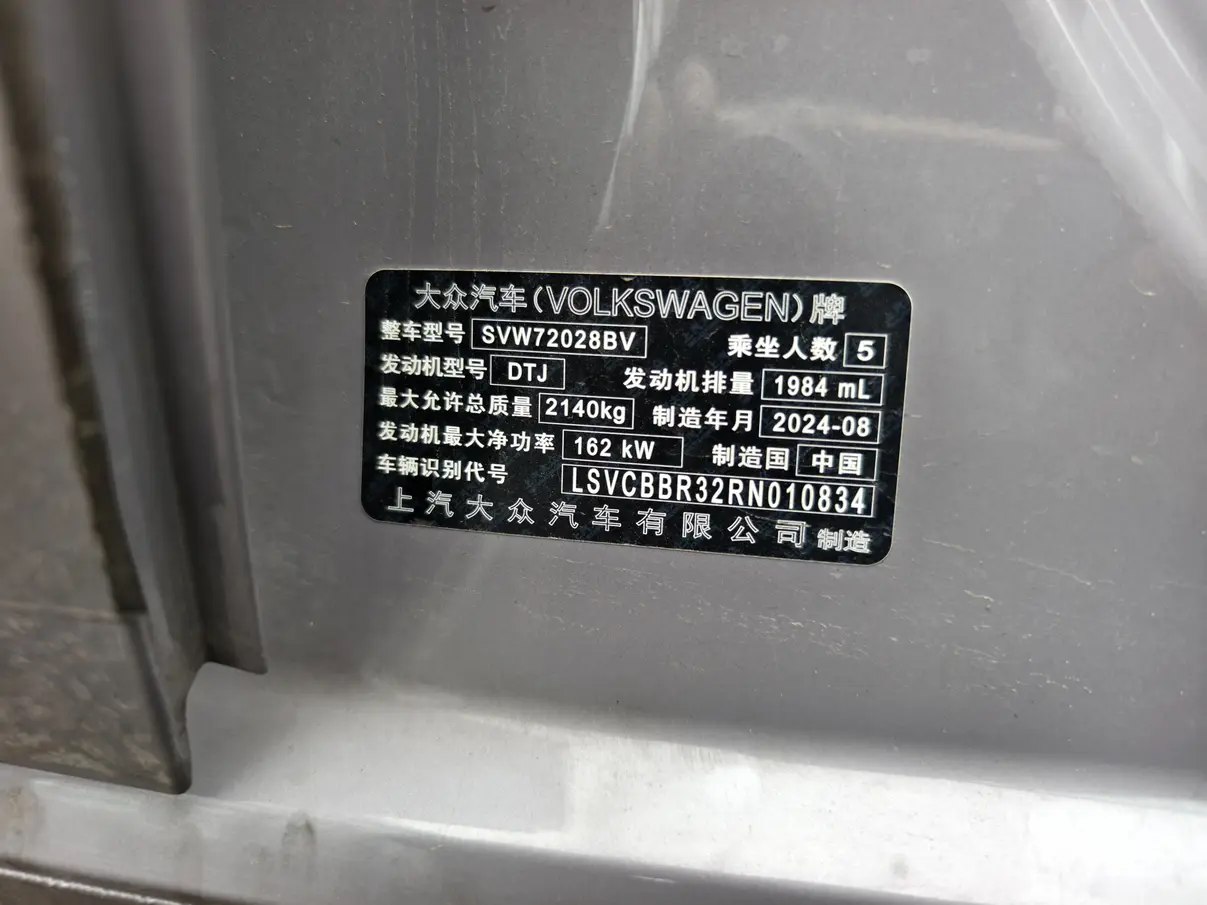 大众汽车(VOLKSWAGEN)牌
整车型号 SVW72028BV 乘坐人数 5
发动机型号 DTJ 发动机排量 1984 mL
最大允许总质量 2140kg 制造年月 2024-08
发动机最大净功率 162 kW 制造国 中国
车辆识别代号 LSVCBBR32RN010834
上汽大众汽车有限公司 制造